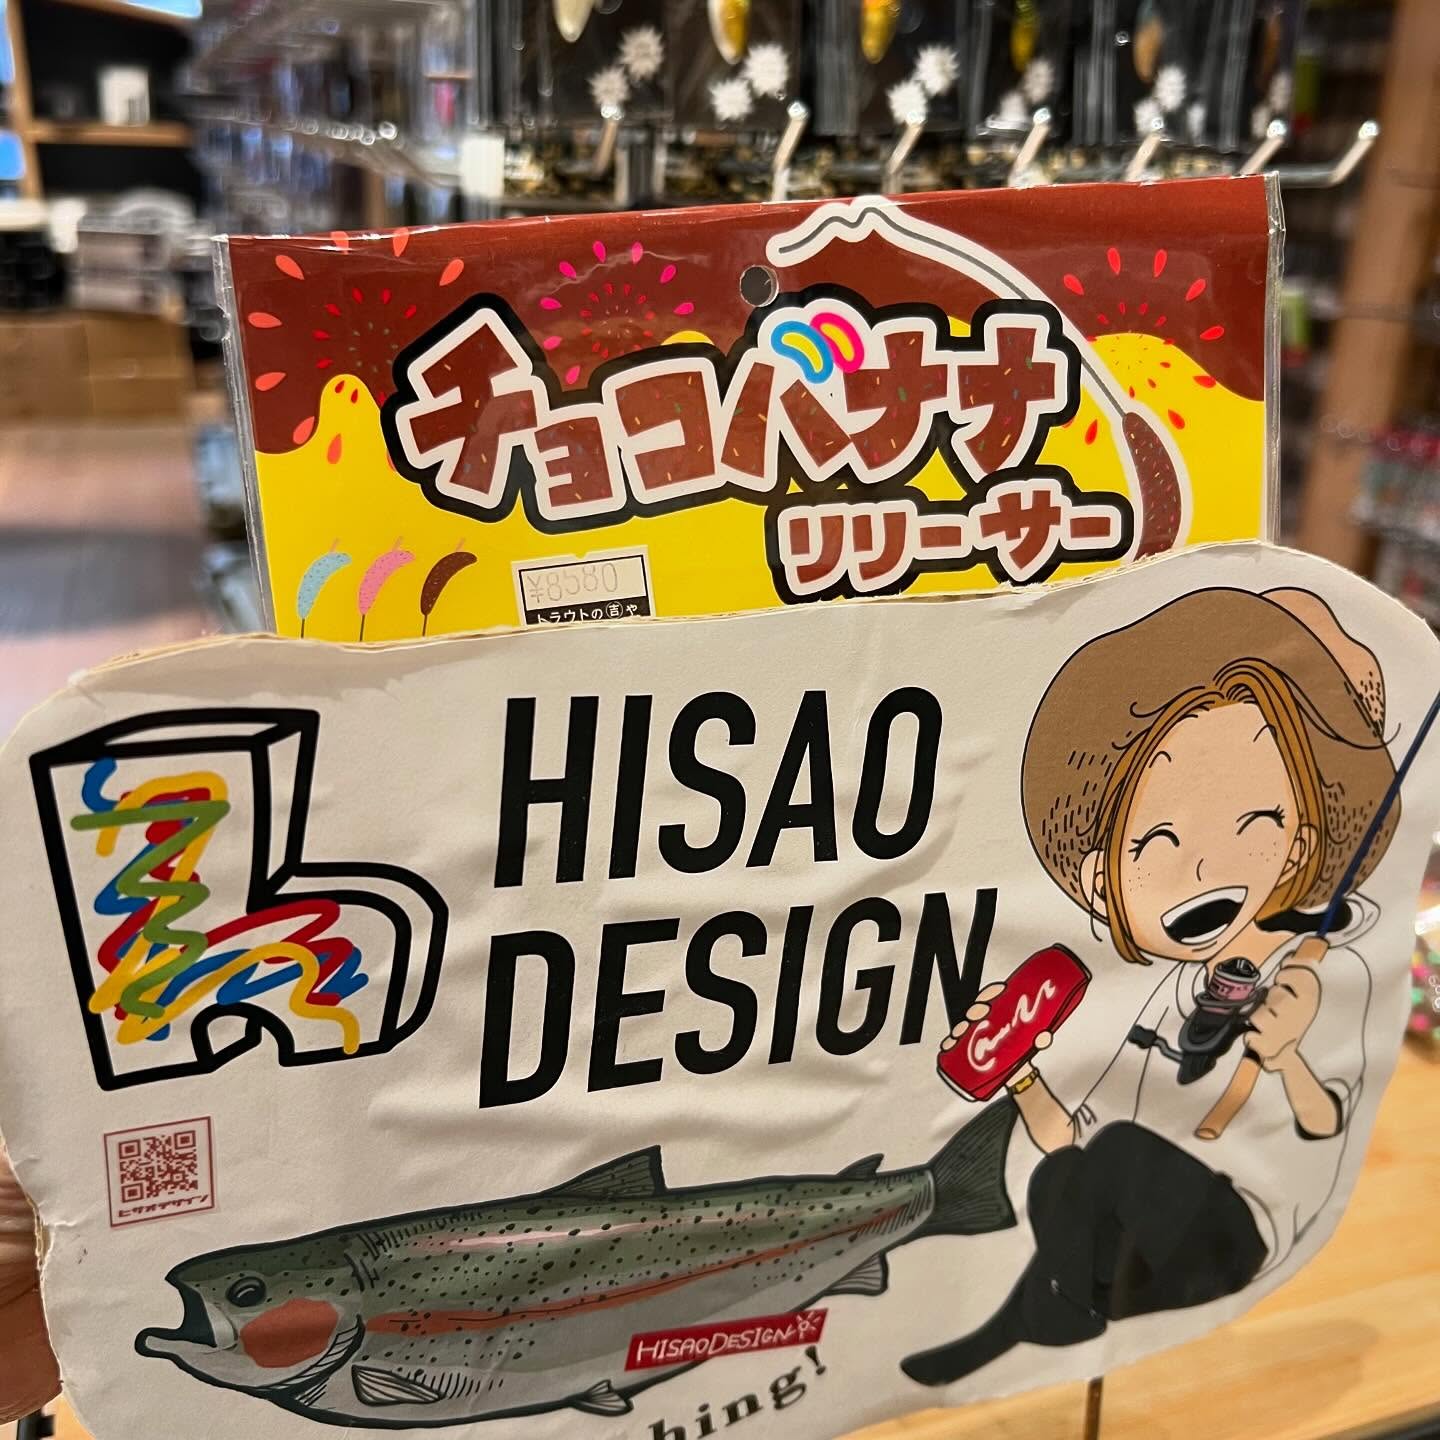 チョコバナナ
リリーサー
¥8580
トラウトの㊎や
HISAO
DESIGN
ヒサオデザイン
HISAODESIGN
hing!